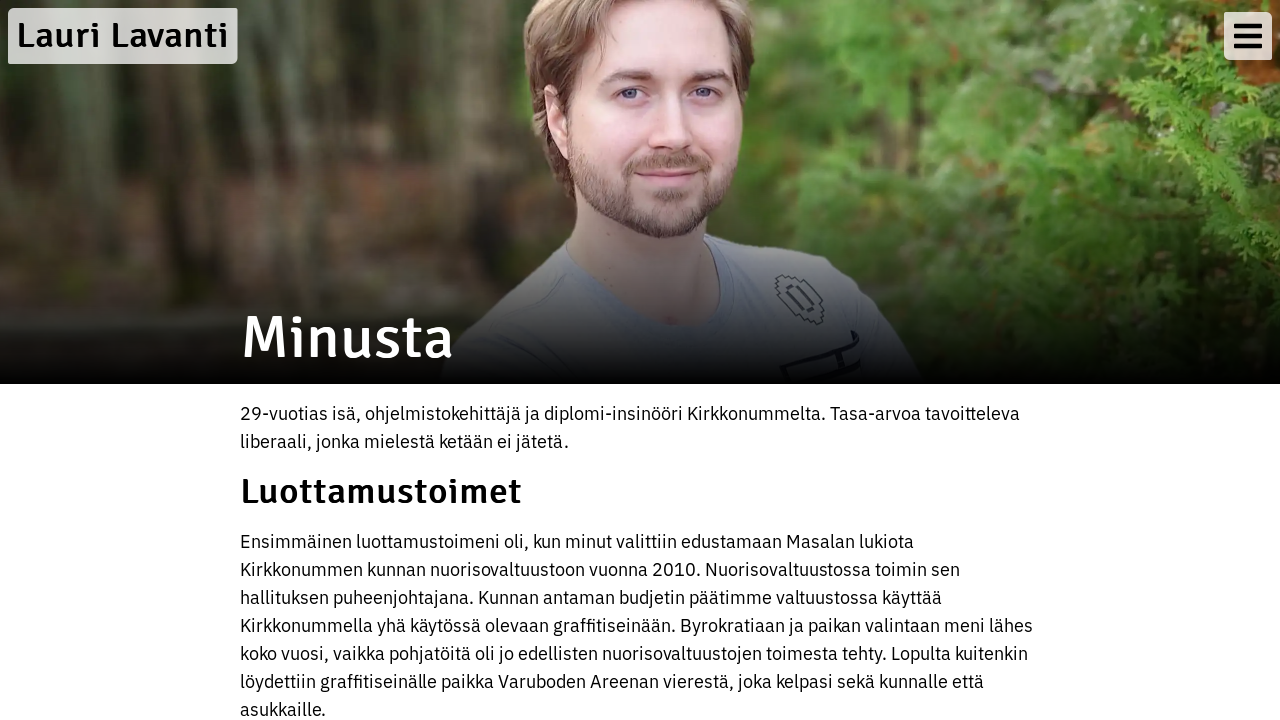 Lauri Lavanti
Minusta
29-vuotias isä, ohjelmistokehittäjä ja diplomi-insinööri Kirkkonummelta. Tasa-arvoa tavoitteleva
liberaali, jonka mielestä ketään ei jätetä.
Luottamustoimet
Ensimmäinen luottamustoimeni oli, kun minut valittiin edustamaan Masalan lukiota
Kirkkonummen kunnan nuorisovaltuustoon vuonna 2010. Nuorisovaltuustossa toimin sen
hallituksen puheenjohtajana. Kunnan antaman budjetin päätimme valtuustossa käyttää
Kirkkonummella yhä käytössä olevaan graffitiseinään. Byrokratiaan ja paikan valintaan meni lähes
koko vuosi, vaikka pohjatöitä oli jo edellisten nuorisovaltuustojen toimesta tehty. Lopulta kuitenkin
löydettiin graffitiseinälle paikka Varuboden Areenan vierestä, joka kelpasi sekä kunnalle että
asukkaille.